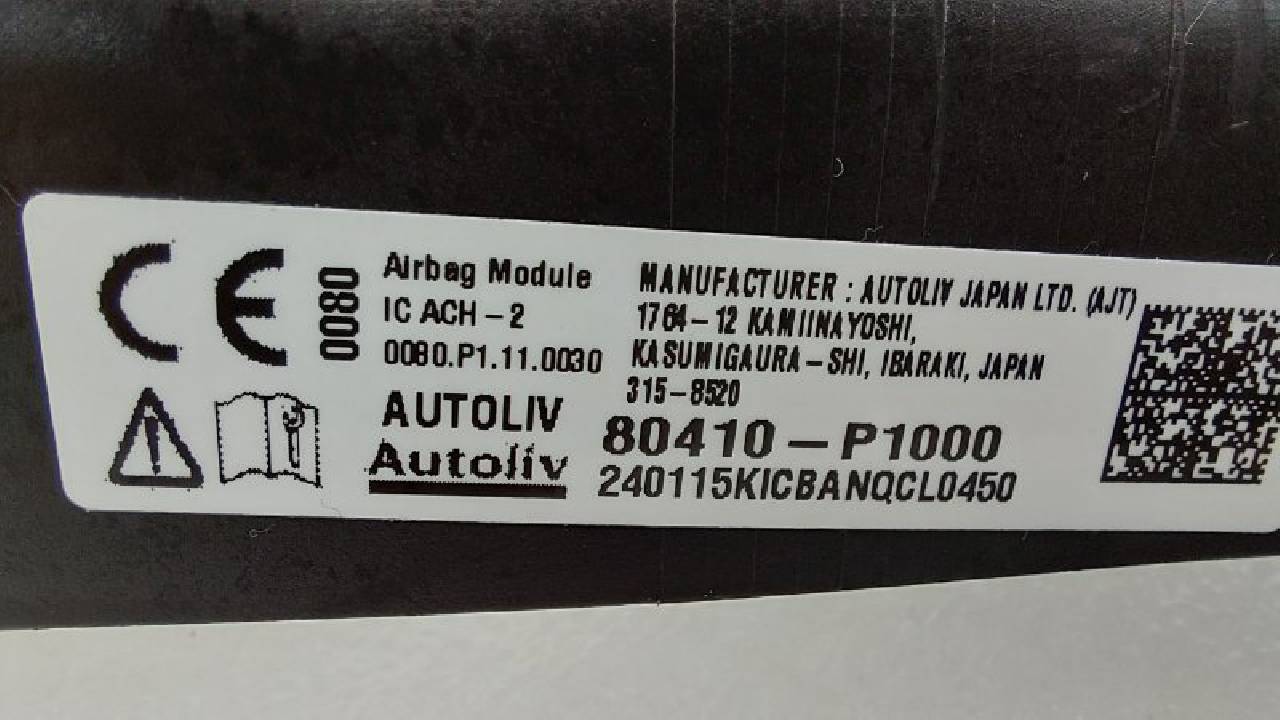 CE 0080
Airbag Module
IC ACH-2
0080.P1.11.0030
AUTOLIV
Autoliv
MANUFACTURER : AUTOLIV JAPAN LTD. (AJT)
1764-12 KAMIINAYOSHI,
KASUMIGAURA-SHI, IBARAKI, JAPAN
315-8520
80410-P1000
240115KICBANQCL0450